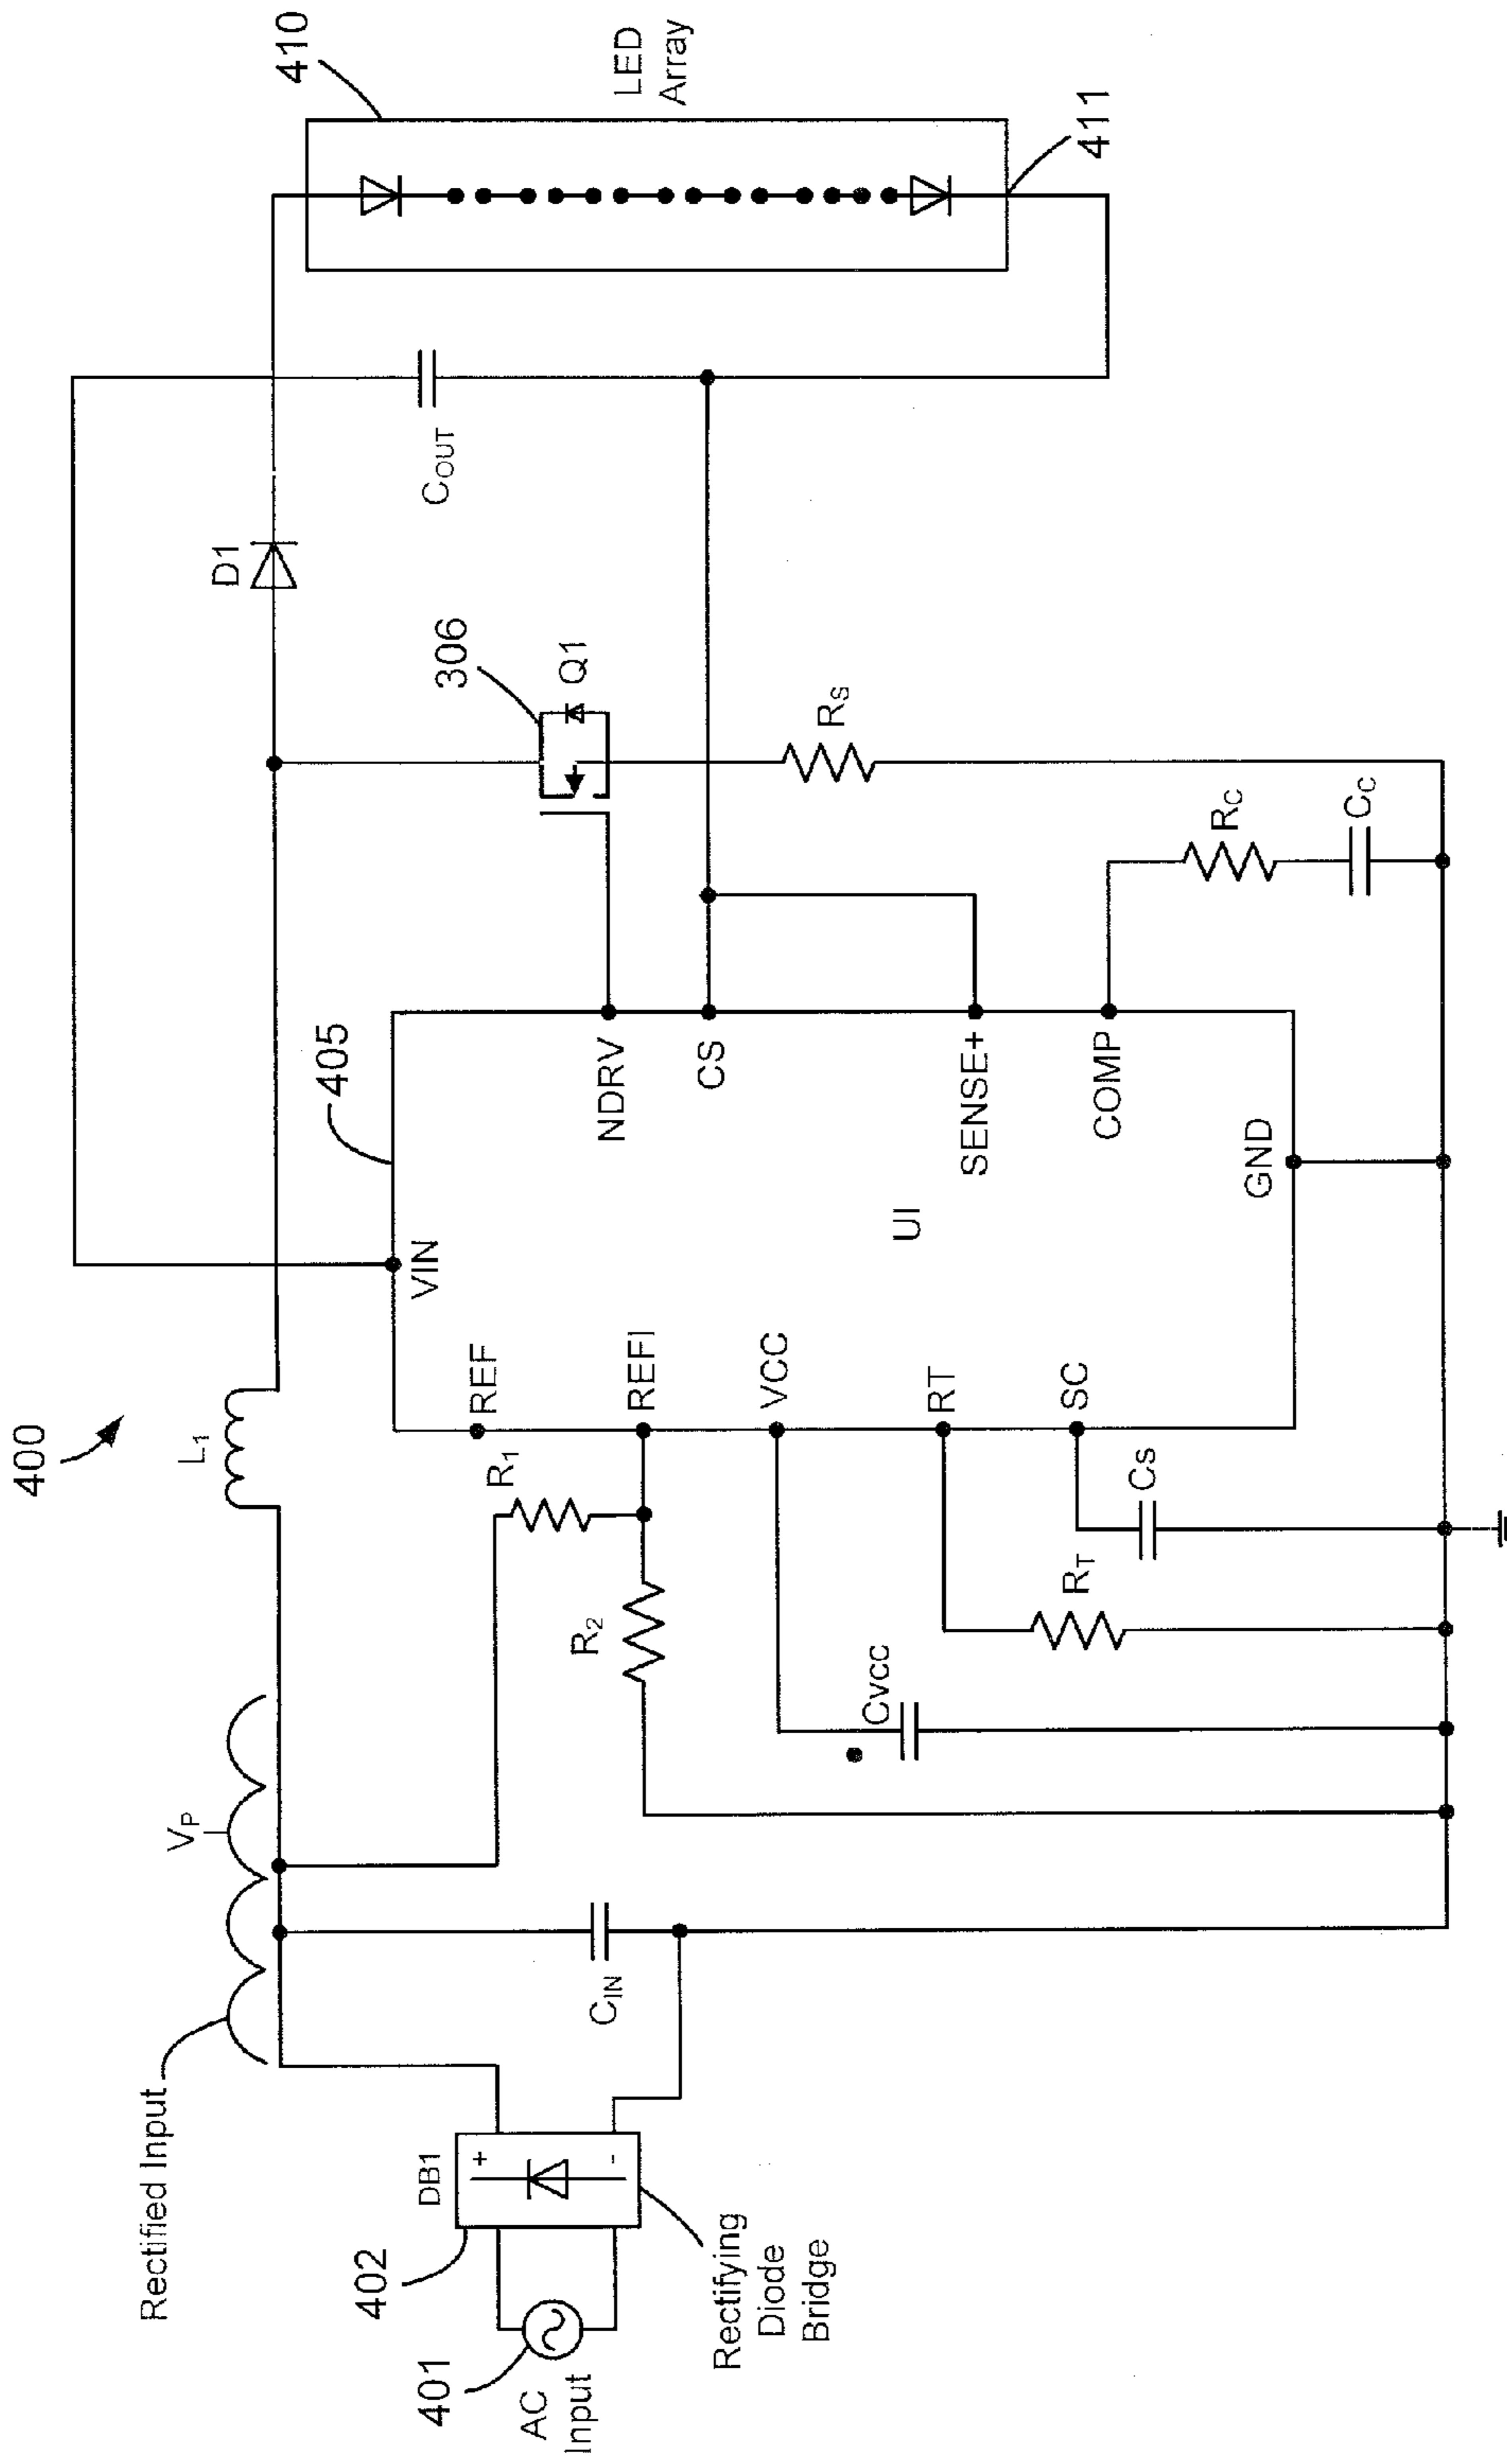 400
Rectified Input
VP
L1
D1
410
LED
Array
411
COUT
306
Q1
RS
405
VIN
REF
REFI
VCC
RT
SC
NDRV
CS
SENSE+
COMP
GND
UI
R1
R2
CVCC
RT
CS
RC
CC
CIN
DB1
+
-
402
401
AC
Input
Rectifying
Diode
Bridge